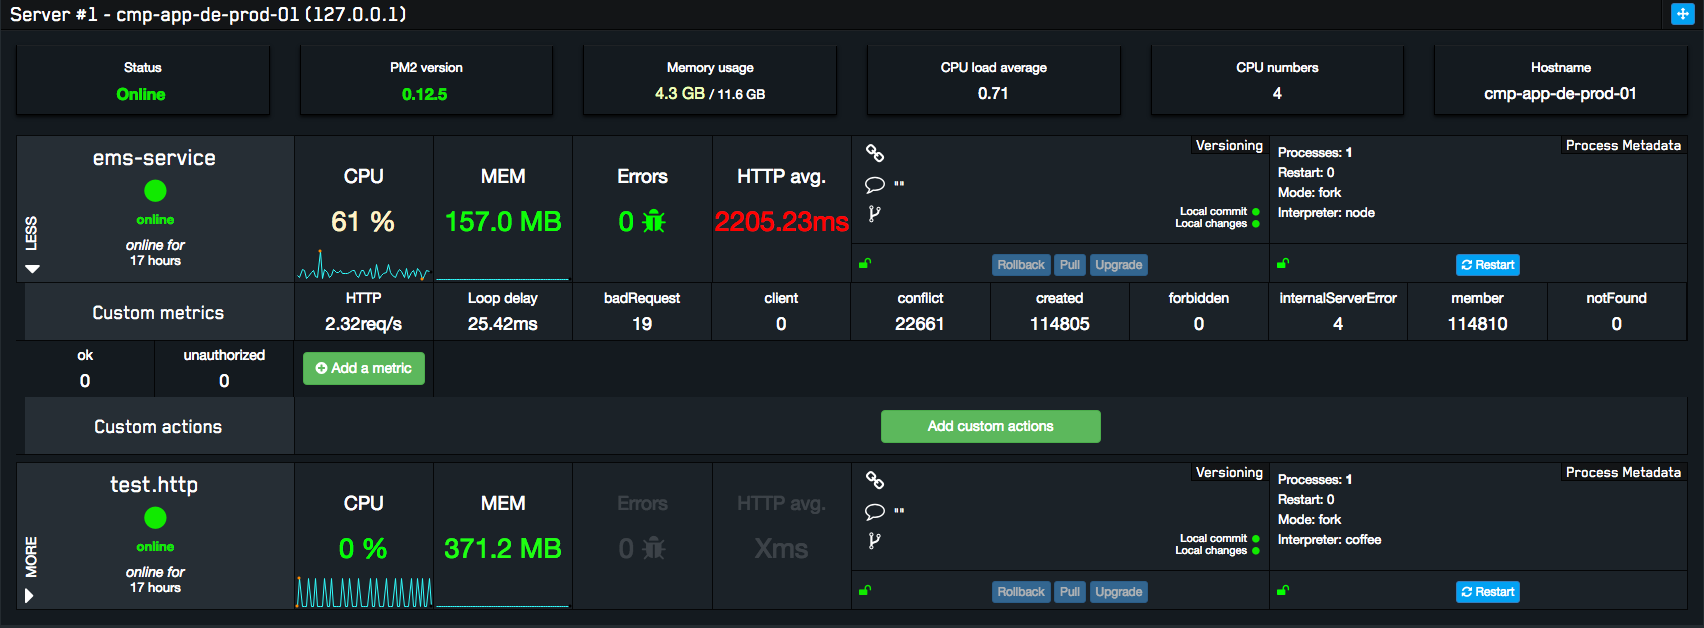 Server #1 - cmp-app-de-prod-01 (127.0.0.1)
Status
Online
PM2 version
0.12.5
Memory usage
4.3 GB / 11.6 GB
CPU load average
0.71
CPU numbers
4
Hostname
cmp-app-de-prod-01
ems-service
online
online for
17 hours
LESS
CPU
61 %
MEM
157.0 MB
Errors
0
HTTP avg.
2205.23ms
Versioning
""
Local commit
Local changes
Rollback Pull Upgrade
Process Metadata
Processes: 1
Restart: 0
Mode: fork
Interpreter: node
Restart
Custom metrics
HTTP
2.32req/s
Loop delay
25.42ms
badRequest
19
client
0
conflict
22661
created
114805
forbidden
0
internalServerError
4
member
114810
notFound
0
ok
0
unauthorized
0
Add a metric
Custom actions
Add custom actions
test.http
online
online for
17 hours
MORE
CPU
0 %
MEM
371.2 MB
Errors
0
HTTP avg.
Xms
Versioning
""
Local commit
Local changes
Rollback Pull Upgrade
Process Metadata
Processes: 1
Restart: 0
Mode: fork
Interpreter: coffee
Restart